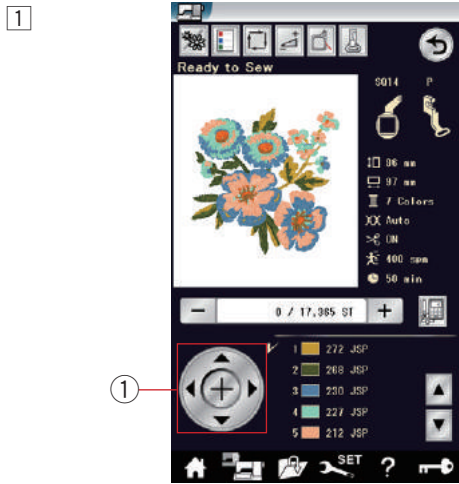 1
Ready to Sew
SQ14 P
86 mm
97 mm
7 Colors
Auto
ON
400 spm
50 min
− 0 / 17,365 ST +
1 272 JSP
2 268 JSP
3 230 JSP
4 227 JSP
5 212 JSP
1
SET ?